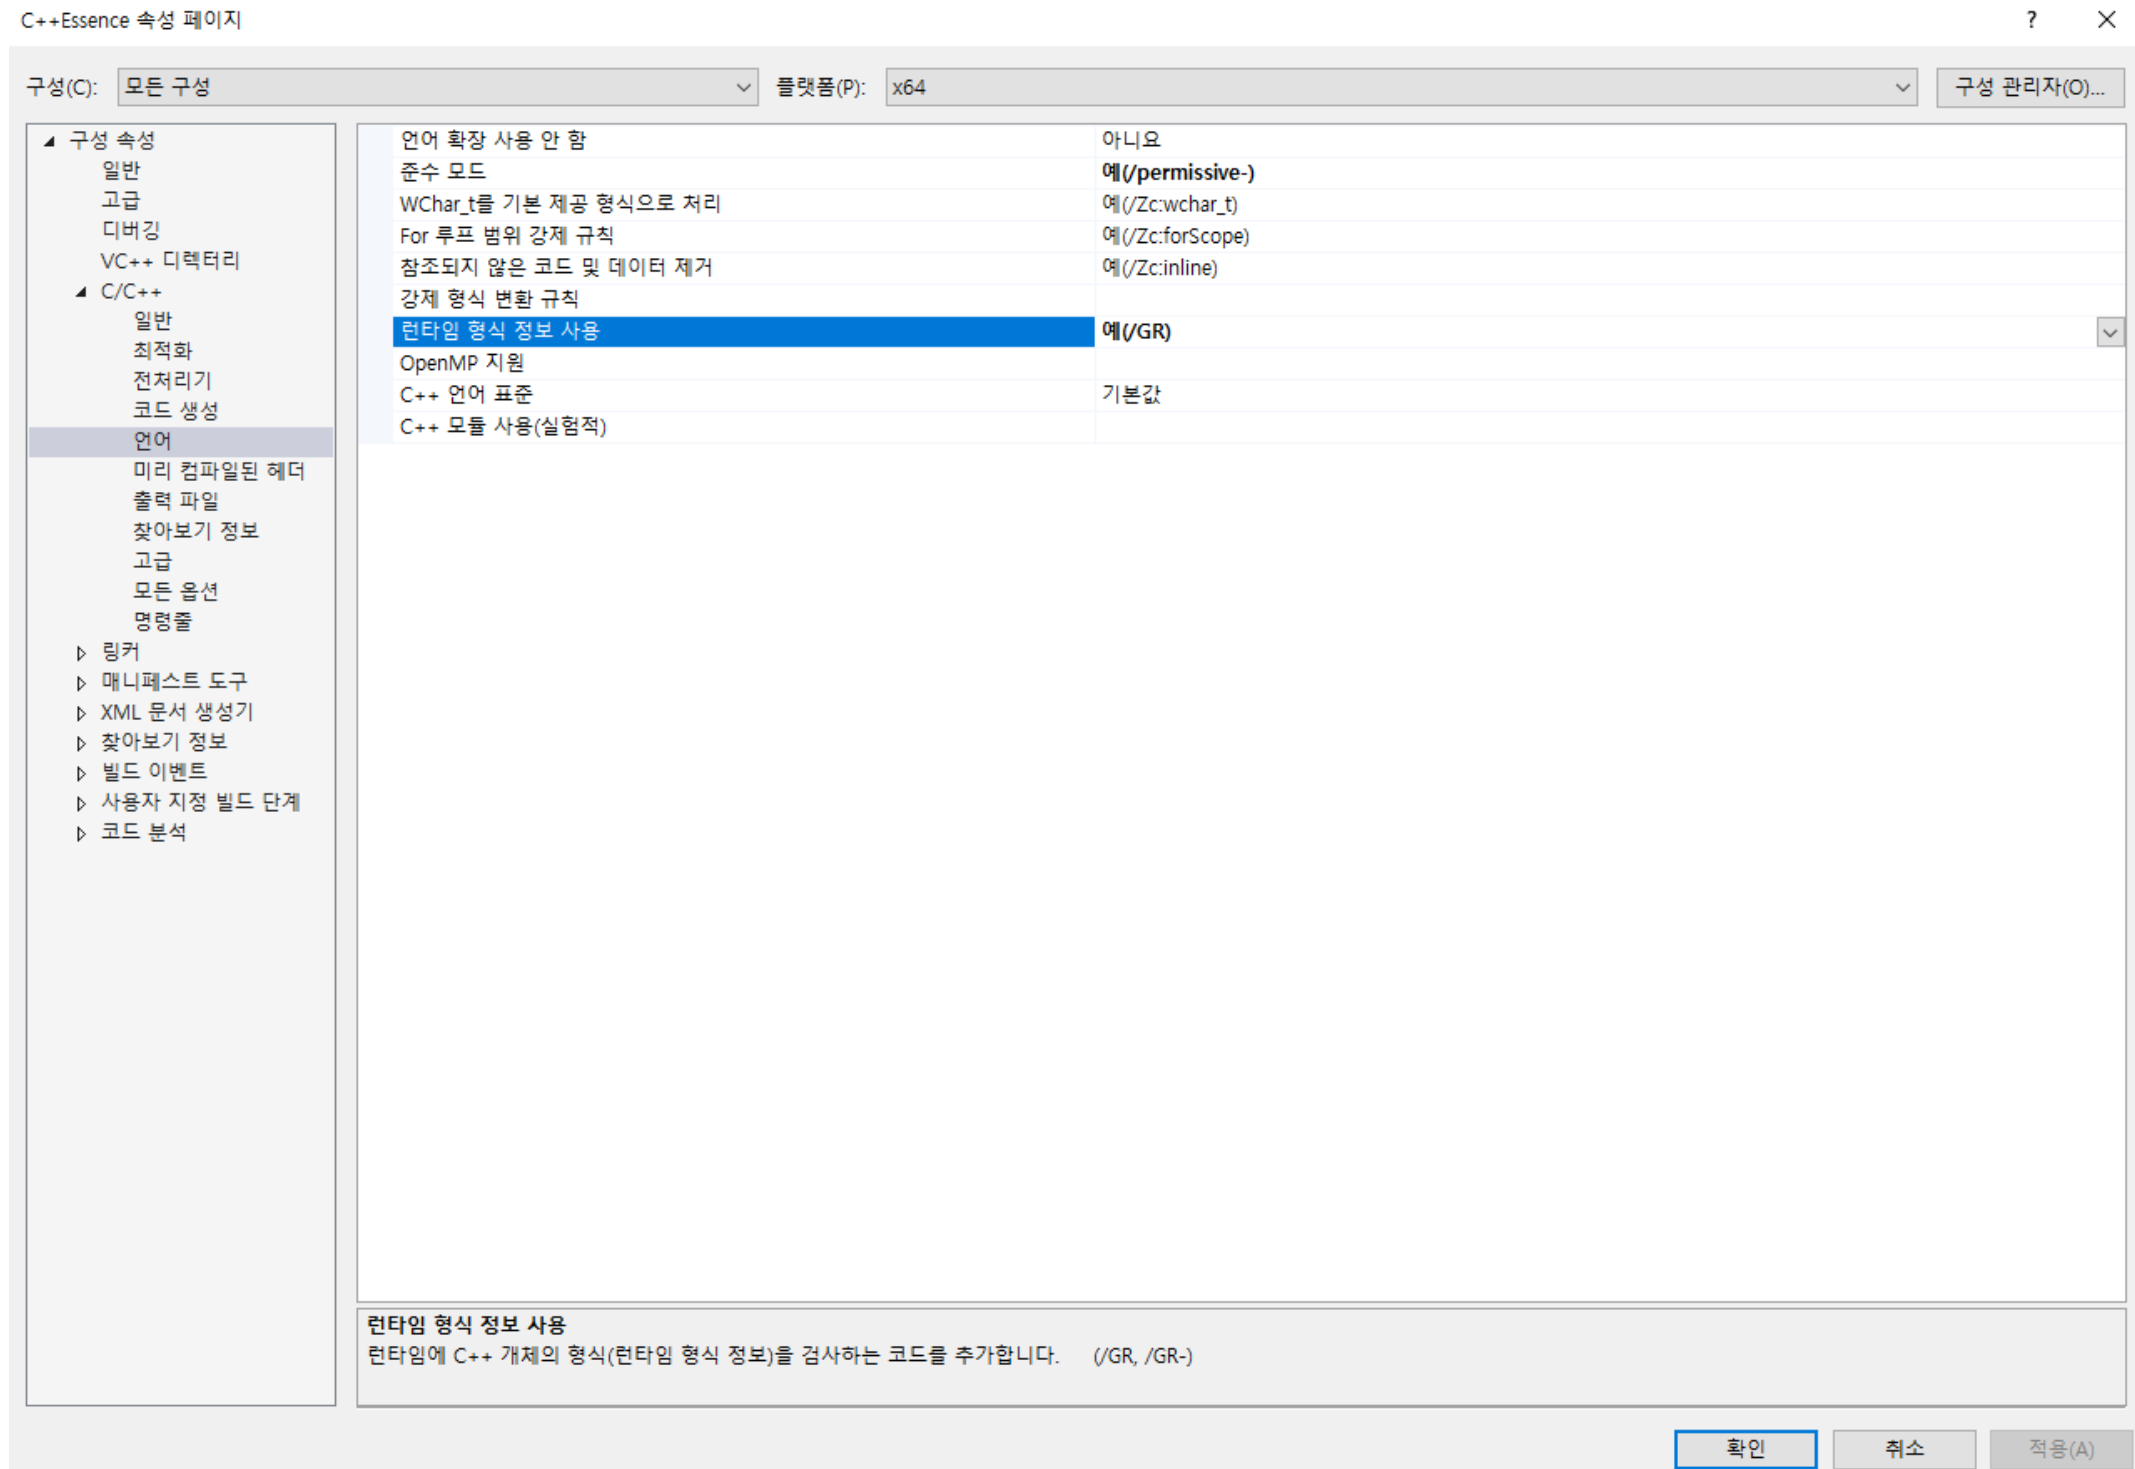 C++Essence 속성 페이지
?
구성(C): 모든 구성 플랫폼(P): x64 구성 관리자(O)...
구성 속성
일반
고급
디버깅
VC++ 디렉터리
C/C++
일반
최적화
전처리기
코드 생성
언어
미리 컴파일된 헤더
출력 파일
찾아보기 정보
고급
모든 옵션
명령줄
링커
매니페스트 도구
XML 문서 생성기
찾아보기 정보
빌드 이벤트
사용자 지정 빌드 단계
코드 분석
언어 확장 사용 안 함 아니요
준수 모드 예(/permissive-)
WChar_t를 기본 제공 형식으로 처리 예(/Zc:wchar_t)
For 루프 범위 강제 규칙 예(/Zc:forScope)
참조되지 않은 코드 및 데이터 제거 예(/Zc:inline)
강제 형식 변환 규칙
런타임 형식 정보 사용 예(/GR)
OpenMP 지원
C++ 언어 표준 기본값
C++ 모듈 사용(실험적)
런타임 형식 정보 사용
런타임에 C++ 개체의 형식(런타임 형식 정보)을 검사하는 코드를 추가합니다. (/GR, /GR-)
확인 취소 적용(A)